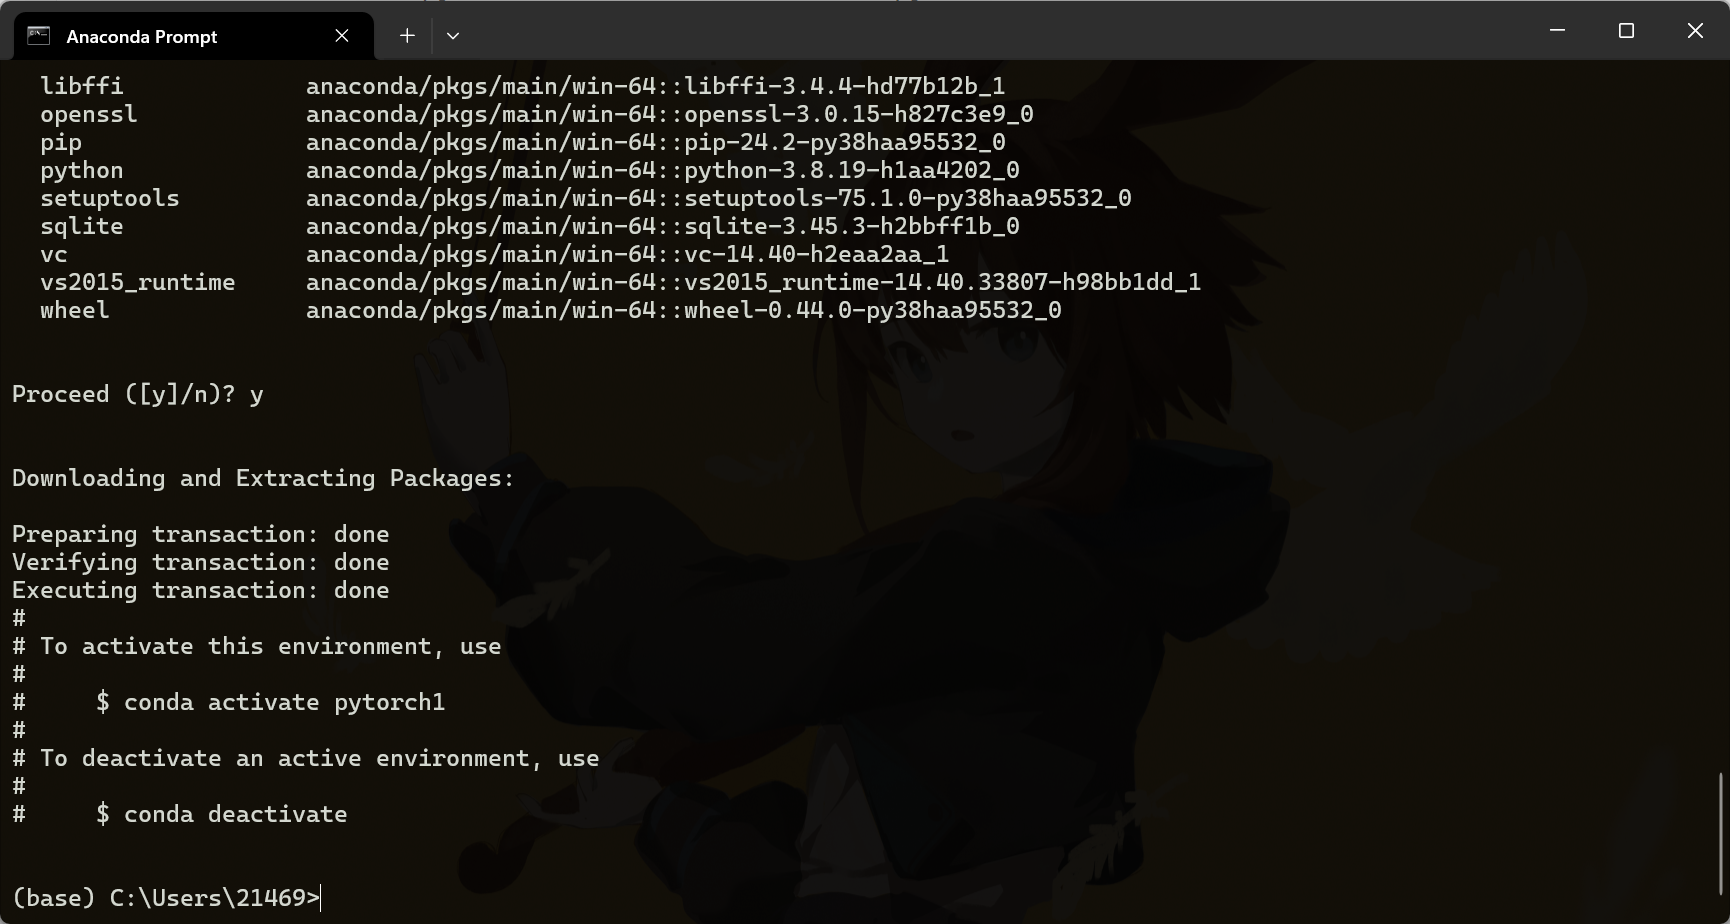 Anaconda Prompt
libffi anaconda/pkgs/main/win-64::libffi-3.4.4-hd77b12b_1
openssl anaconda/pkgs/main/win-64::openssl-3.0.15-h827c3e9_0
pip anaconda/pkgs/main/win-64::pip-24.2-py38haa95532_0
python anaconda/pkgs/main/win-64::python-3.8.19-h1aa4202_0
setuptools anaconda/pkgs/main/win-64::setuptools-75.1.0-py38haa95532_0
sqlite anaconda/pkgs/main/win-64::sqlite-3.45.3-h2bbff1b_0
vc anaconda/pkgs/main/win-64::vc-14.40-h2eaa2aa_1
vs2015_runtime anaconda/pkgs/main/win-64::vs2015_runtime-14.40.33807-h98bb1dd_1
wheel anaconda/pkgs/main/win-64::wheel-0.44.0-py38haa95532_0
Proceed ([y]/n)? y
Downloading and Extracting Packages:
Preparing transaction: done
Verifying transaction: done
Executing transaction: done
#
# To activate this environment, use
#
#     $ conda activate pytorch1
#
# To deactivate an active environment, use
#
#     $ conda deactivate
(base) C:\Users\21469>